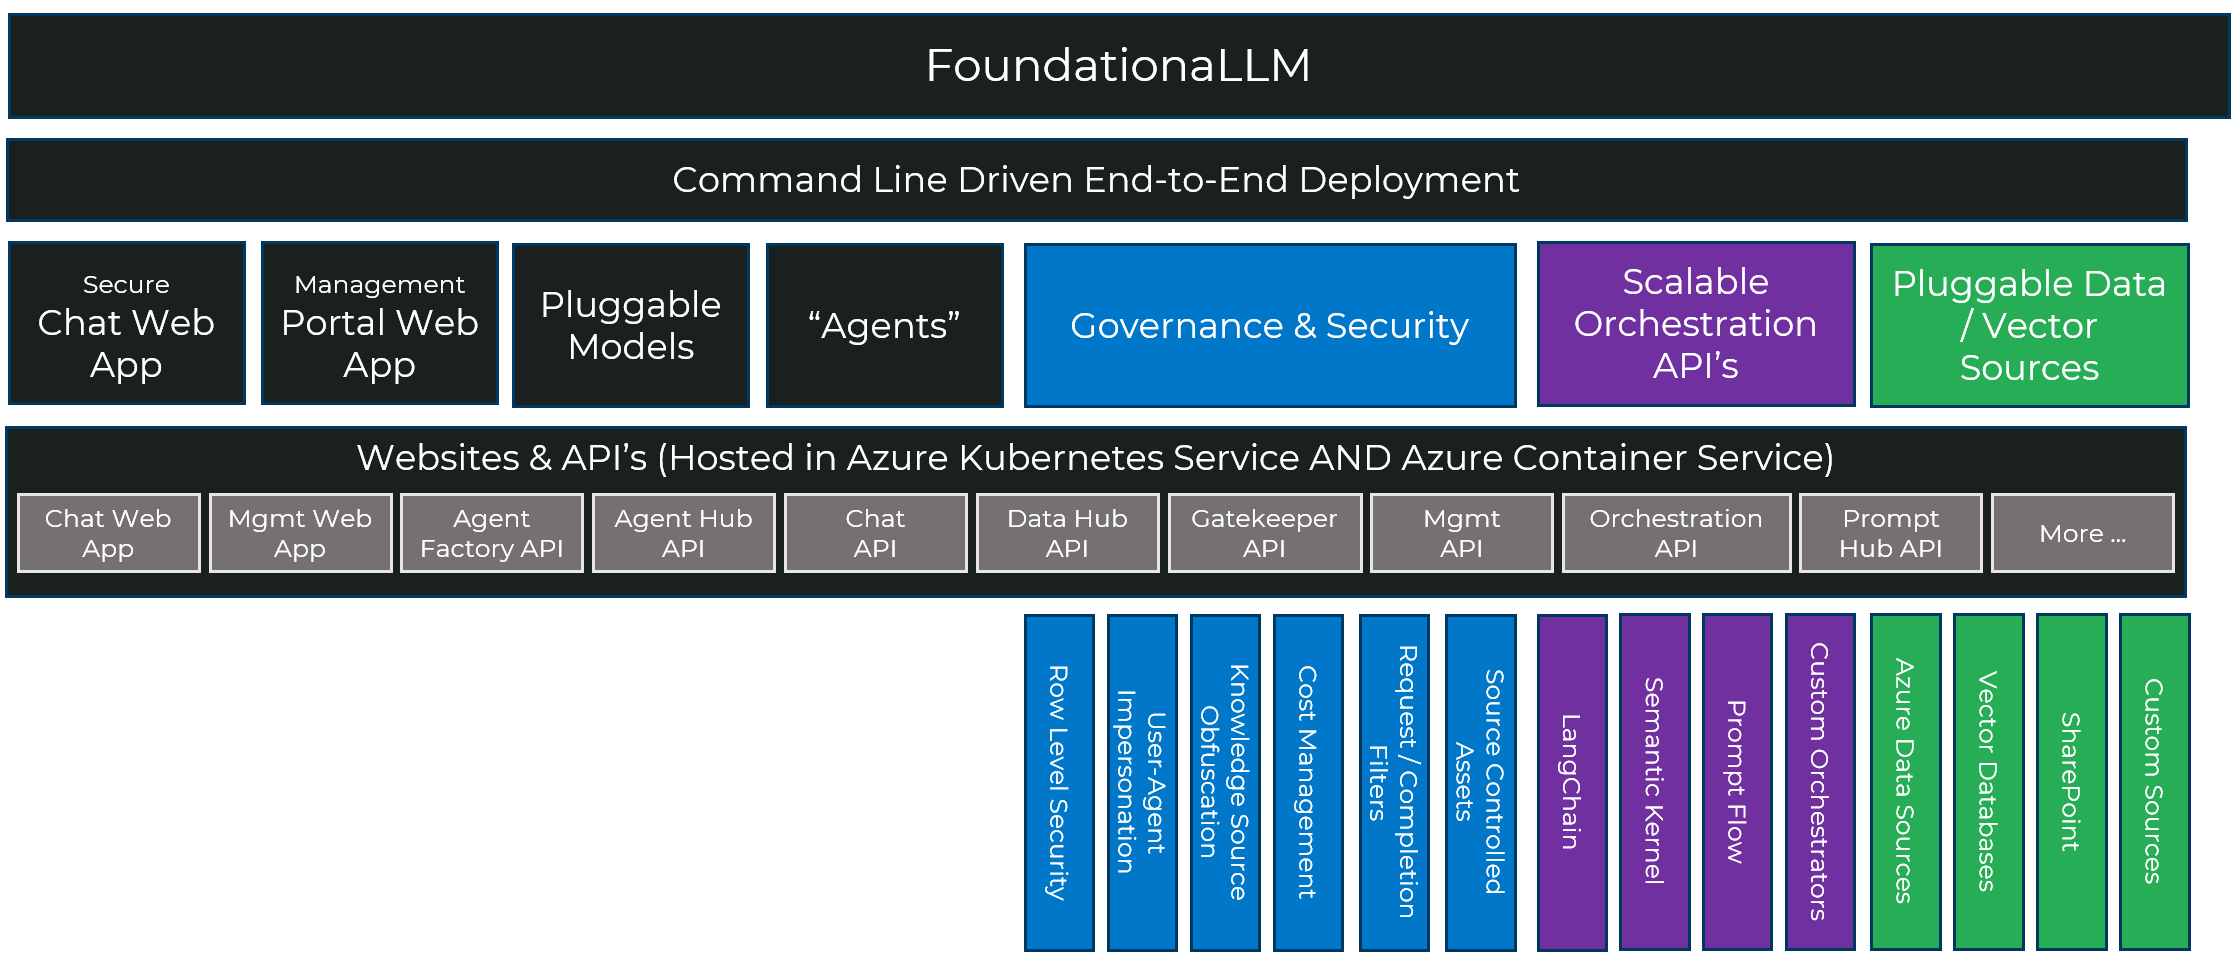 FoundationaLLM
Command Line Driven End-to-End Deployment
Secure
Chat Web
App
Management
Portal Web
App
Pluggable
Models
“Agents”
Governance & Security
Scalable
Orchestration
API’s
Pluggable Data
/ Vector
Sources
Websites & API’s (Hosted in Azure Kubernetes Service AND Azure Container Service)
Chat Web
App
Mgmt Web
App
Agent
Factory API
Agent Hub
API
Chat
API
Data Hub
API
Gatekeeper
API
Mgmt
API
Orchestration
API
Prompt
Hub API
More ...
Row Level Security
User-Agent
Impersonation
Knowledge Source
Obfuscation
Cost Management
Request / Completion
Filters
Source Controlled
Assets
LangChain
Semantic Kernel
Prompt Flow
Custom Orchestrators
Azure Data Sources
Vector Databases
SharePoint
Custom Sources